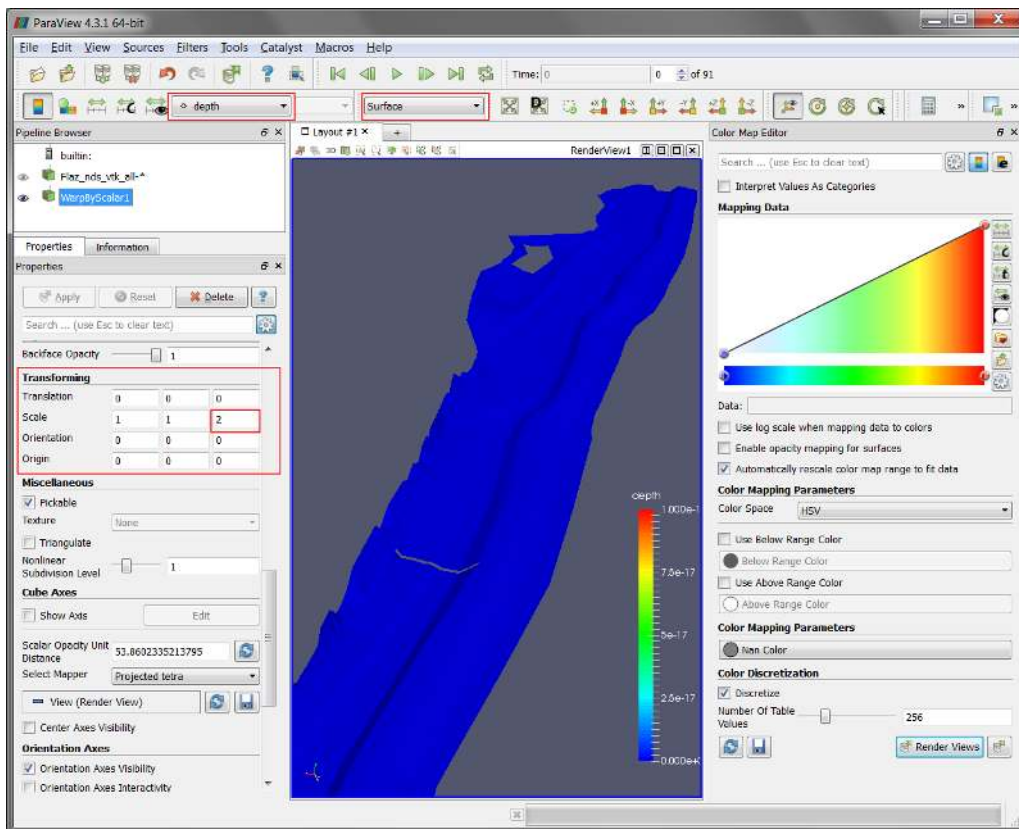 ParaView 4.3.1 64-bit
File Edit View Sources Filters Tools Catalyst Macros Help
Time: 0 0 of 91
depth Surface
Pipeline Browser
builtin:
Flaz_nds_vtk_all-^
WarpByScalar1
Properties Information
Properties
Apply Reset Delete ?
Search ... (use Esc to clear text)
Backface Opacity 1
Transforming
Translation 0 0 0
Scale 1 1 2
Orientation 0 0 0
Origin 0 0 0
Miscellaneous
Pickable
Texture None
Triangulate
Nonlinear
Subdivision Level 1
Cube Axes
Show Axis Edit
Scalar Opacity Unit
Distance 53.8602335213795
Select Mapper Projected tetra
View (Render View)
Center Axes Visibility
Orientation Axes
Orientation Axes Visibility
Orientation Axes Interactivity
Layout #1 +
3D RenderView1
depth
1.000e-1
7.5e-17
5e-17
2.5e-17
0.000e+0
Color Map Editor
Search ... (use Esc to clear text)
Interpret Values As Categories
Mapping Data
Data:
Use log scale when mapping data to colors
Enable opacity mapping for surfaces
Automatically rescale color map range to fit data
Color Mapping Parameters
Color Space HSV
Use Below Range Color
Below Range Color
Use Above Range Color
Above Range Color
Color Mapping Parameters
Nan Color
Color Discretization
Discretize
Number Of Table
Values 256
Render Views